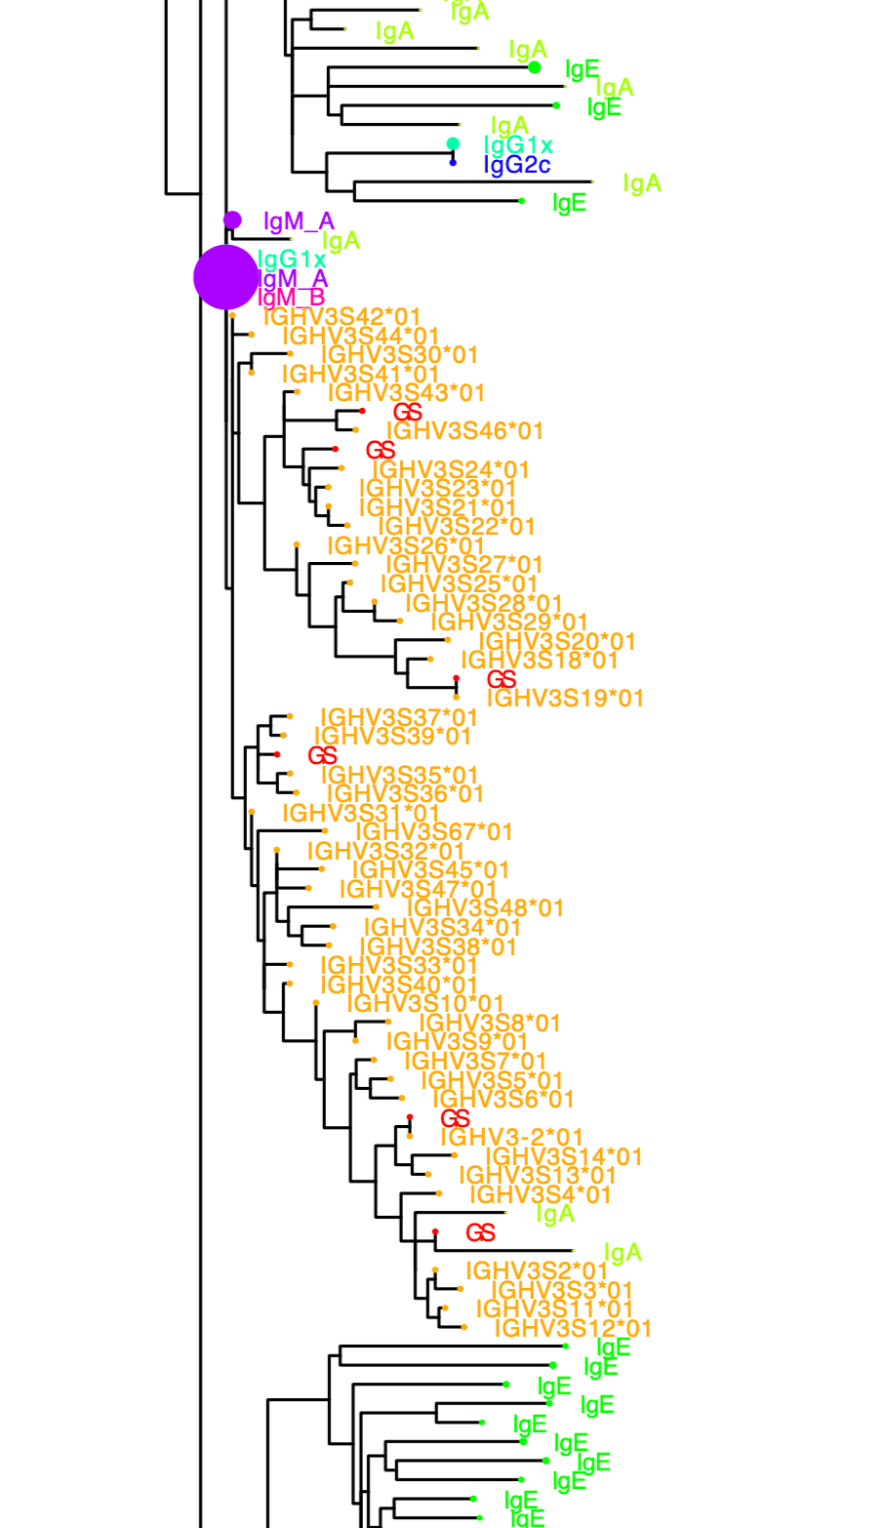 IgA
IgA
IgA
IgE
IgA
IgE
IgA
IgG1x
IgG2c
IgA
IgE
IgM_A
IgA
IgG1x
IgM_A
IgM_B
IGHV3S42*01
IGHV3S44*01
IGHV3S30*01
IGHV3S41*01
IGHV3S43*01
GS
IGHV3S46*01
GS
IGHV3S24*01
IGHV3S23*01
IGHV3S21*01
IGHV3S22*01
IGHV3S26*01
IGHV3S27*01
IGHV3S25*01
IGHV3S28*01
IGHV3S29*01
IGHV3S20*01
IGHV3S18*01
GS
IGHV3S19*01
IGHV3S37*01
IGHV3S39*01
GS
IGHV3S35*01
IGHV3S36*01
IGHV3S31*01
IGHV3S67*01
IGHV3S32*01
IGHV3S45*01
IGHV3S47*01
IGHV3S48*01
IGHV3S34*01
IGHV3S38*01
IGHV3S33*01
IGHV3S40*01
IGHV3S10*01
IGHV3S8*01
IGHV3S9*01
IGHV3S7*01
IGHV3S5*01
IGHV3S6*01
GS
IGHV3-2*01
IGHV3S14*01
IGHV3S13*01
IGHV3S4*01
IgA
GS
IgA
IGHV3S2*01
IGHV3S3*01
IGHV3S11*01
IGHV3S12*01
IgE
IgE
IgE
IgE
IgE
IgE
IgE
IgE
IgE
IgE